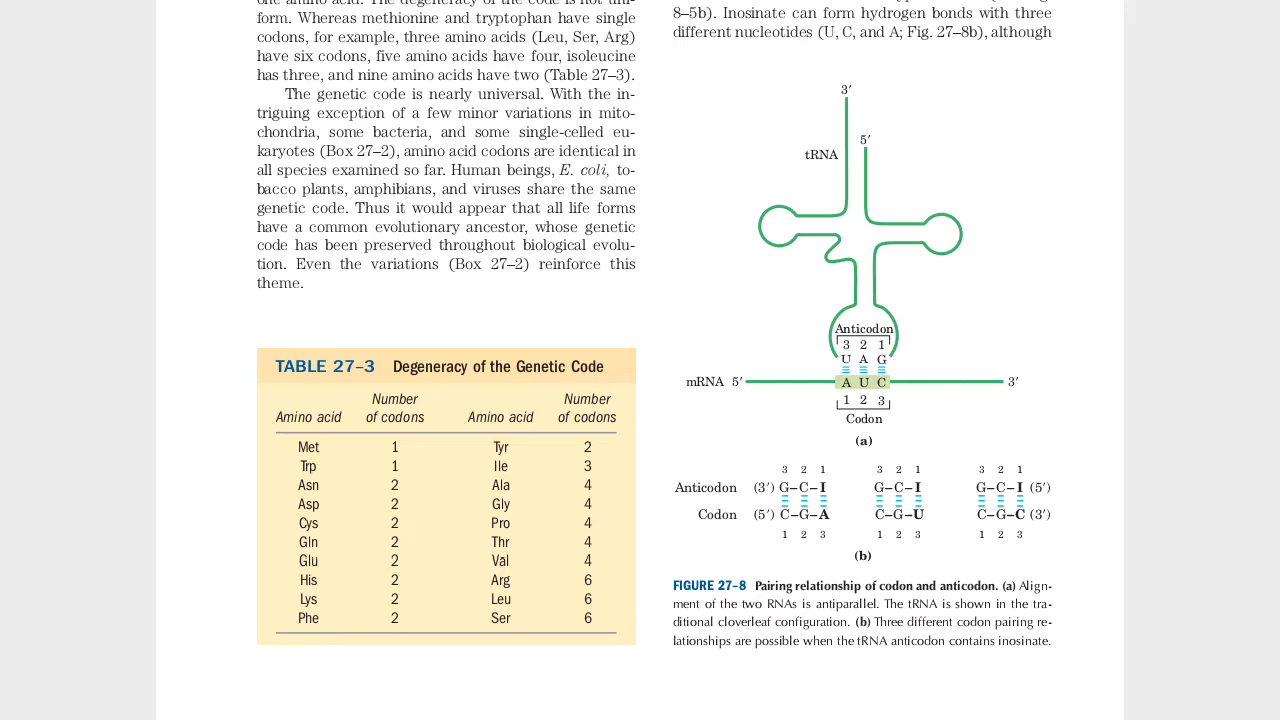 one amino acid. The degeneracy of the code is not uni-
form. Whereas methionine and tryptophan have single
codons, for example, three amino acids (Leu, Ser, Arg)
have six codons, five amino acids have four, isoleucine
has three, and nine amino acids have two (Table 27–3).
The genetic code is nearly universal. With the in-
triguing exception of a few minor variations in mito-
chondria, some bacteria, and some single-celled eu-
karyotes (Box 27–2), amino acid codons are identical in
all species examined so far. Human beings, E. coli, to-
bacco plants, amphibians, and viruses share the same
genetic code. Thus it would appear that all life forms
have a common evolutionary ancestor, whose genetic
code has been preserved throughout biological evolu-
tion. Even the variations (Box 27–2) reinforce this
theme.
TABLE 27–3 Degeneracy of the Genetic Code
Number Number
Amino acid of codons Amino acid of codons
Met 1 Tyr 2
Trp 1 Ile 3
Asn 2 Ala 4
Asp 2 Gly 4
Cys 2 Pro 4
Gln 2 Thr 4
Glu 2 Val 4
His 2 Arg 6
Lys 2 Leu 6
Phe 2 Ser 6
8–5b). Inosinate can form hydrogen bonds with three
different nucleotides (U, C, and A; Fig. 27–8b), although
3′
5′
tRNA
Anticodon
3 2 1
U A G
mRNA 5′ A U C 3′
1 2 3
Codon
(a)
3 2 1 3 2 1 3 2 1
Anticodon (3′) G–C–I G–C–I G–C–I (5′)
Codon (5′) C–G–A C–G–U C–G–C (3′)
1 2 3 1 2 3 1 2 3
(b)
FIGURE 27–8 Pairing relationship of codon and anticodon. (a) Align-
ment of the two RNAs is antiparallel. The tRNA is shown in the tra-
ditional cloverleaf configuration. (b) Three different codon pairing re-
lationships are possible when the tRNA anticodon contains inosinate.